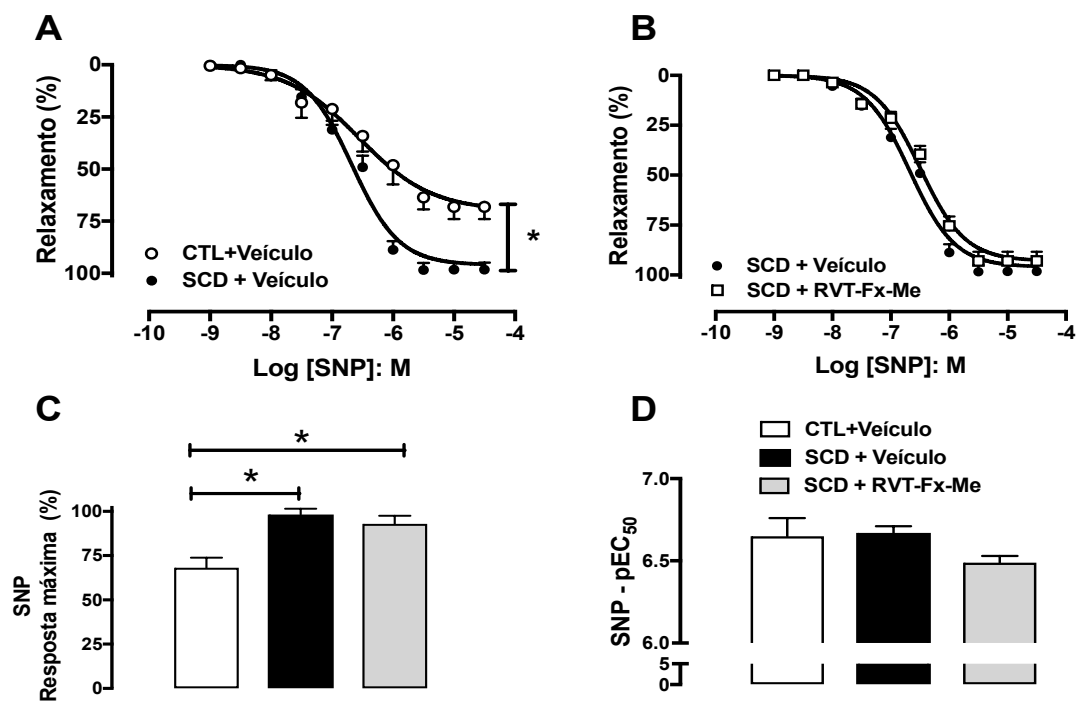 A
0
25
50
75
100
Relaxamento (%)
CTL+Veículo
SCD + Veículo
*
-10 -9 -8 -7 -6 -5 -4
Log [SNP]: M
B
0
25
50
75
100
Relaxamento (%)
SCD + Veículo
SCD + RVT-Fx-Me
-10 -9 -8 -7 -6 -5 -4
Log [SNP]: M
C
*
*
100
75
50
25
0
SNP
Resposta máxima (%)
D
CTL+Veículo
SCD + Veículo
SCD + RVT-Fx-Me
7.0
6.5
6.0
5
0
SNP - pEC50